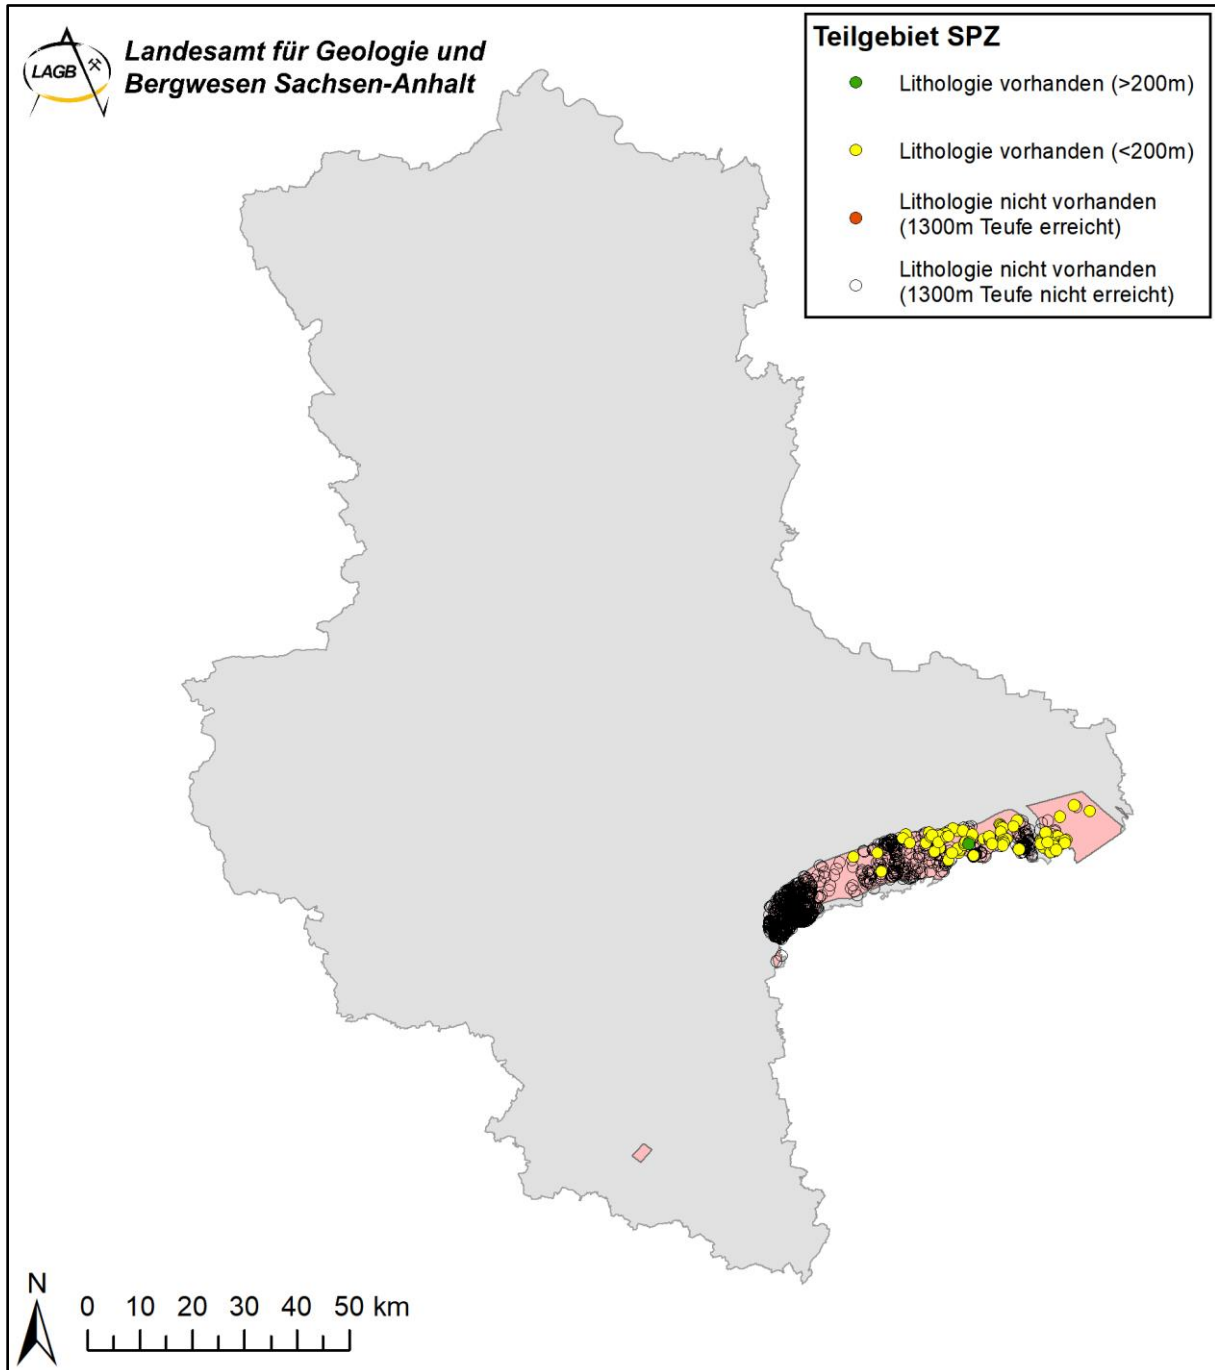 LAGB
Landesamt für Geologie und
Bergwesen Sachsen-Anhalt
Teilgebiet SPZ
Lithologie vorhanden (>200m)
Lithologie vorhanden (<200m)
Lithologie nicht vorhanden
(1300m Teufe erreicht)
Lithologie nicht vorhanden
(1300m Teufe nicht erreicht)
N
0 10 20 30 40 50 km